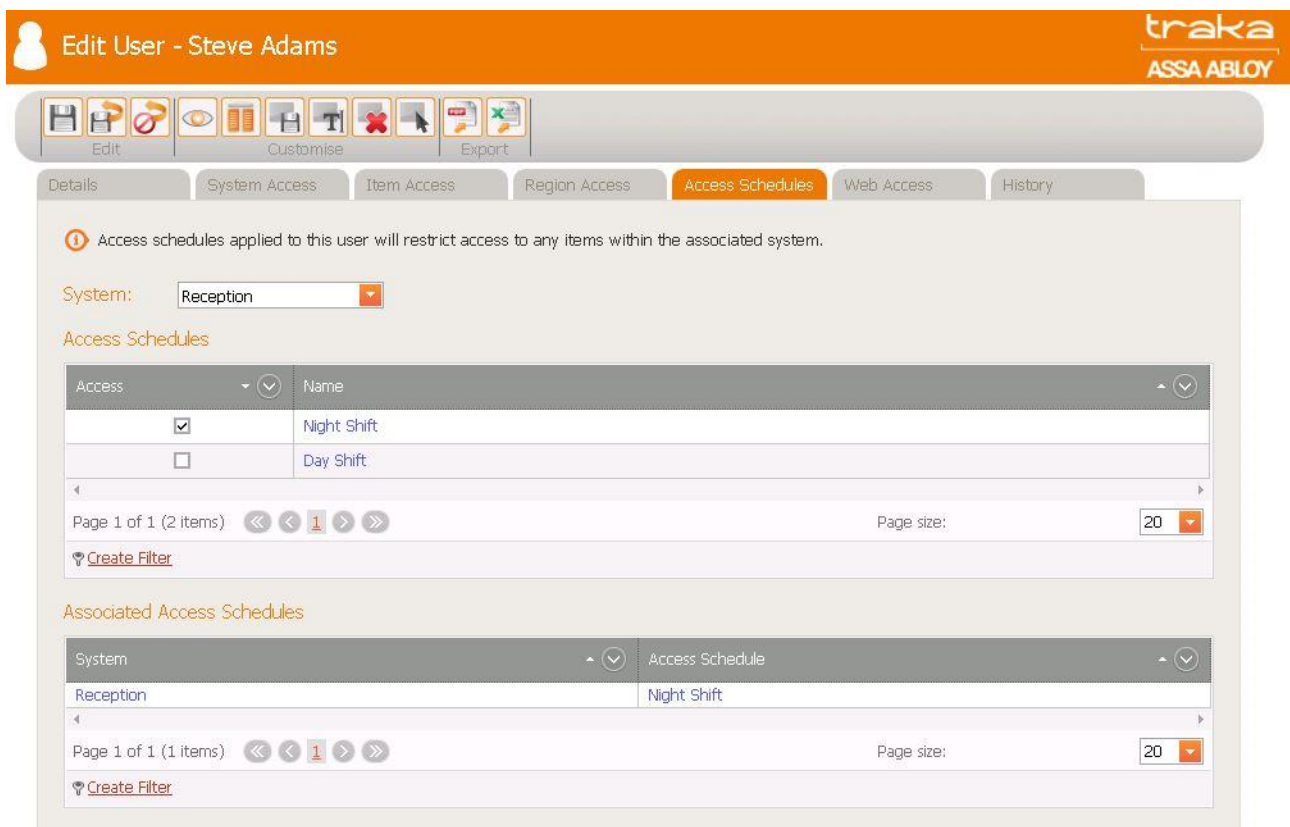 Edit User - Steve Adams
traka
ASSA ABLOY
Edit
Customise
Export
Details
System Access
Item Access
Region Access
Access Schedules
Web Access
History
Access schedules applied to this user will restrict access to any items within the associated system.
System: Reception
Access Schedules
Access Name
Night Shift
Day Shift
Page 1 of 1 (2 items) 1 Page size: 20
Create Filter
Associated Access Schedules
System Access Schedule
Reception Night Shift
Page 1 of 1 (1 items) 1 Page size: 20
Create Filter